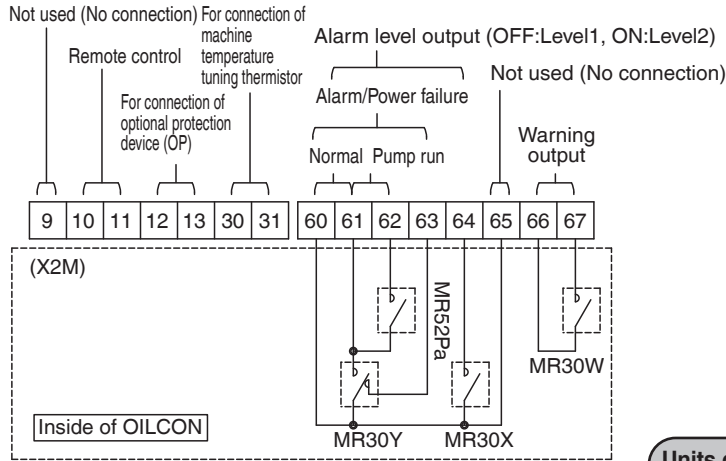 Not used (No connection)
For connection of
machine
temperature
tuning thermistor
Remote control
For connection of
optional protection
device (OP)
Alarm level output (OFF:Level1, ON:Level2)
Alarm/Power failure
Not used (No connection)
Normal
Pump run
Warning
output
9 10 11 12 13 30 31 60 61 62 63 64 65 66 67
(X2M)
MR52Pa
MR30W
Inside of OILCON
MR30Y
MR30X
Units